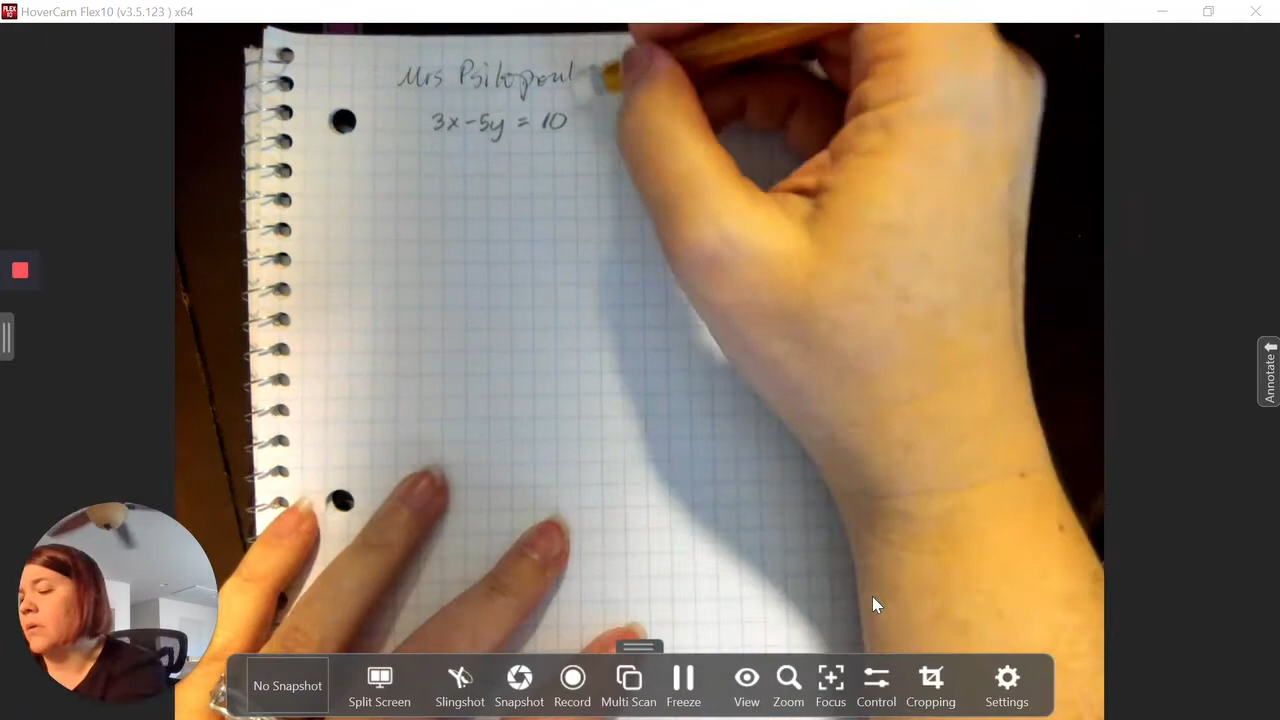 HoverCam Flex10 (v3.5.123 ) x64
Mrs Psilopoul
3x-5y = 10
Annotate
No Snapshot
Split Screen
Slingshot
Snapshot
Record
Multi Scan
Freeze
View
Zoom
Focus
Control
Cropping
Settings